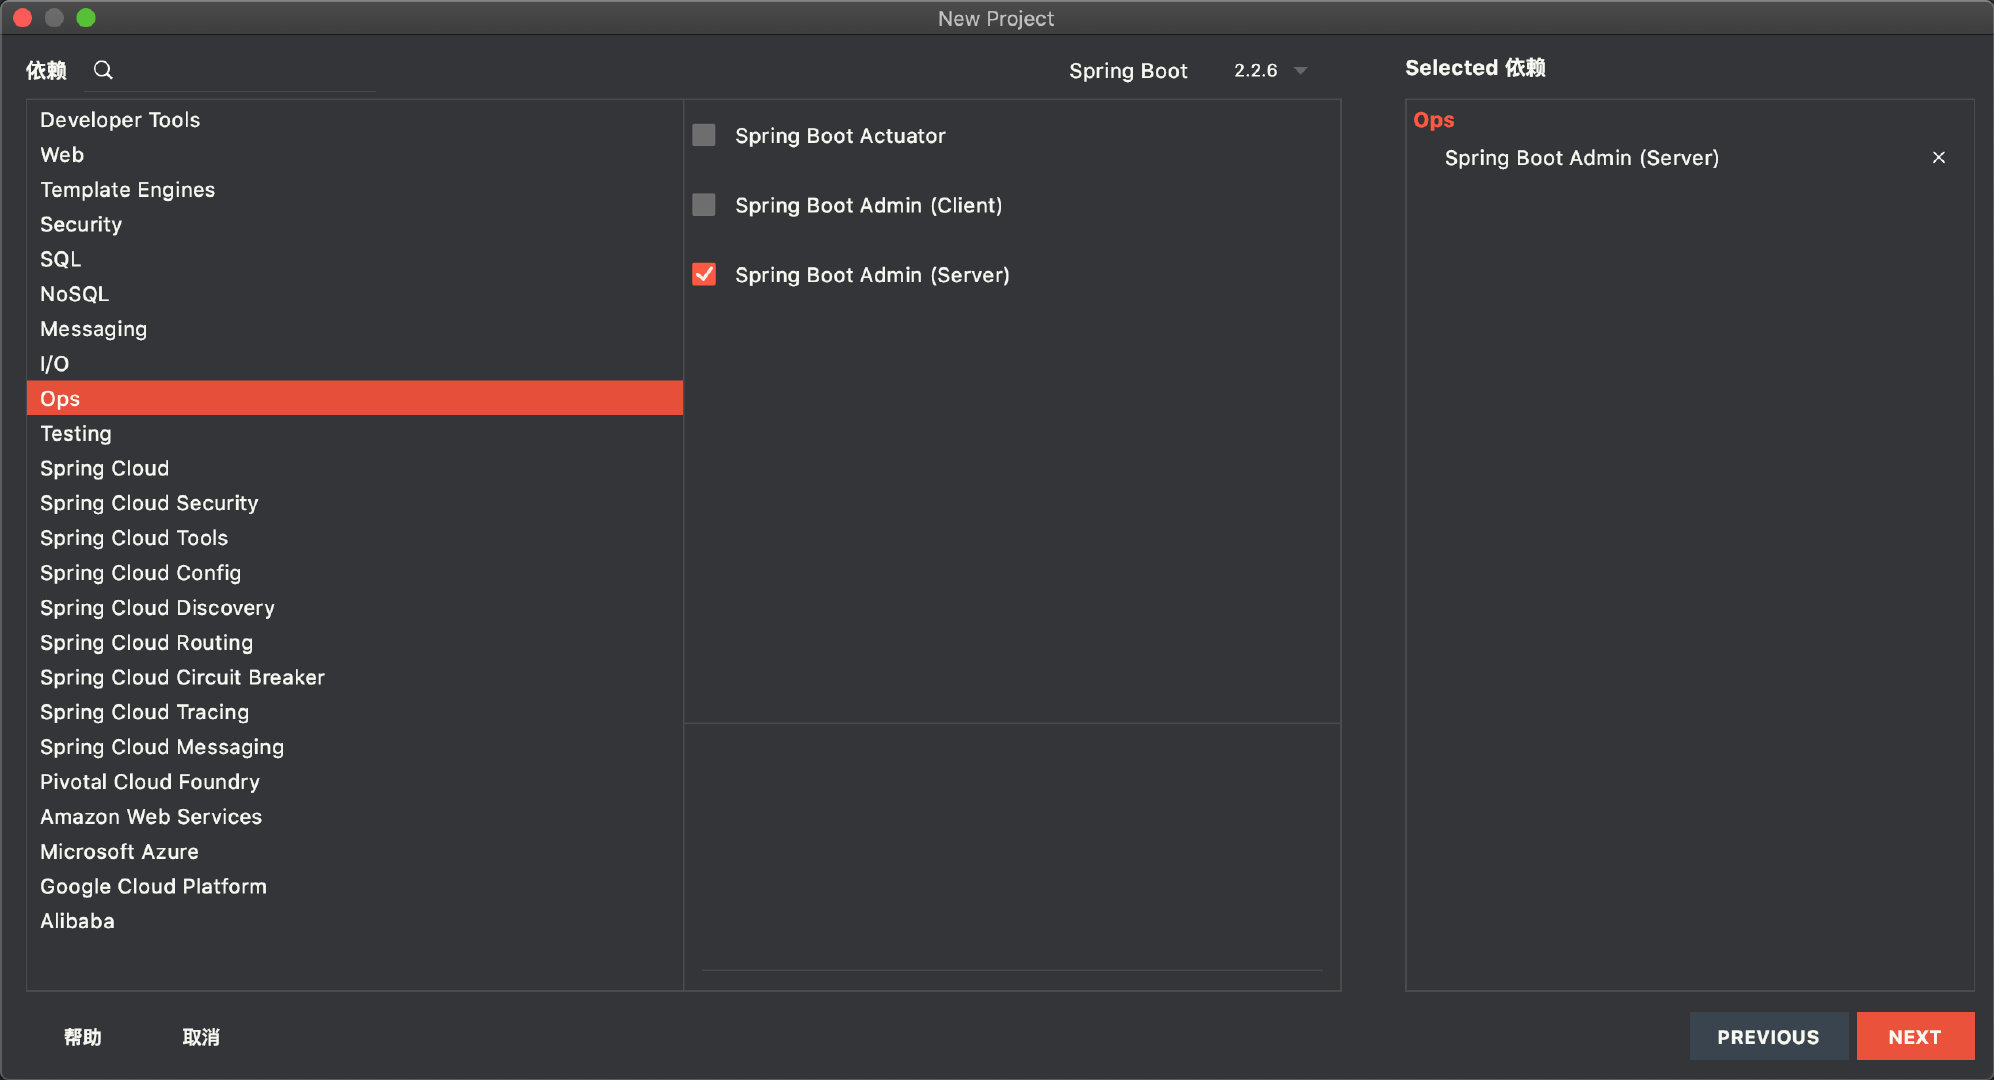 New Project
依赖
Spring Boot 2.2.6
Selected 依赖
Developer Tools
Web
Template Engines
Security
SQL
NoSQL
Messaging
I/O
Ops
Testing
Spring Cloud
Spring Cloud Security
Spring Cloud Tools
Spring Cloud Config
Spring Cloud Discovery
Spring Cloud Routing
Spring Cloud Circuit Breaker
Spring Cloud Tracing
Spring Cloud Messaging
Pivotal Cloud Foundry
Amazon Web Services
Microsoft Azure
Google Cloud Platform
Alibaba
Spring Boot Actuator
Spring Boot Admin (Client)
Spring Boot Admin (Server)
Ops
Spring Boot Admin (Server)
帮助
取消
PREVIOUS
NEXT